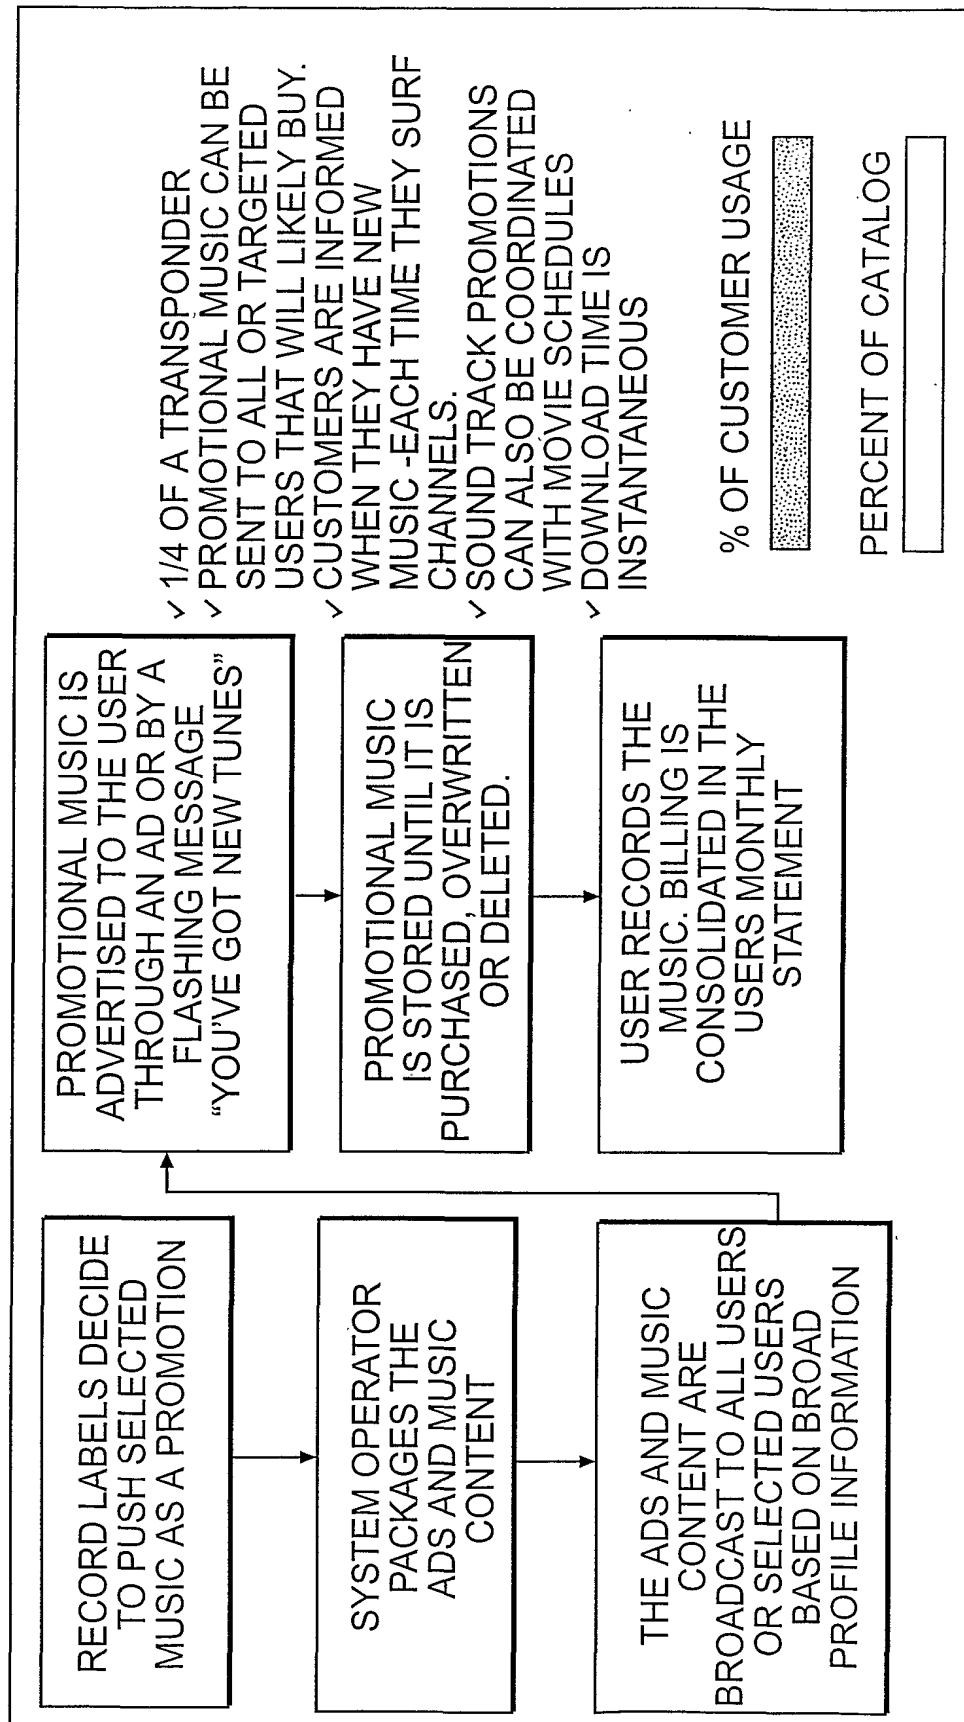 RECORD LABELS DECIDE
TO PUSH SELECTED
MUSIC AS A PROMOTION
SYSTEM OPERATOR
PACKAGES THE
ADS AND MUSIC
CONTENT
THE ADS AND MUSIC
CONTENT ARE
BROADCAST TO ALL USERS
OR SELECTED USERS
BASED ON BROAD
PROFILE INFORMATION
PROMOTIONAL MUSIC IS
ADVERTISED TO THE USER
THROUGH AN AD OR BY A
FLASHING MESSAGE
“YOU’VE GOT NEW TUNES”
PROMOTIONAL MUSIC
IS STORED UNTIL IT IS
PURCHASED, OVERWRITTEN
OR DELETED.
USER RECORDS THE
MUSIC. BILLING IS
CONSOLIDATED IN THE
USERS MONTHLY
STATEMENT
✓ 1/4 OF A TRANSPONDER
✓ PROMOTIONAL MUSIC CAN BE
SENT TO ALL OR TARGETED
USERS THAT WILL LIKELY BUY.
✓ CUSTOMERS ARE INFORMED
WHEN THEY HAVE NEW
MUSIC -EACH TIME THEY SURF
CHANNELS.
✓ SOUND TRACK PROMOTIONS
CAN ALSO BE COORDINATED
WITH MOVIE SCHEDULES
✓ DOWNLOAD TIME IS
INSTANTANEOUS
% OF CUSTOMER USAGE
PERCENT OF CATALOG